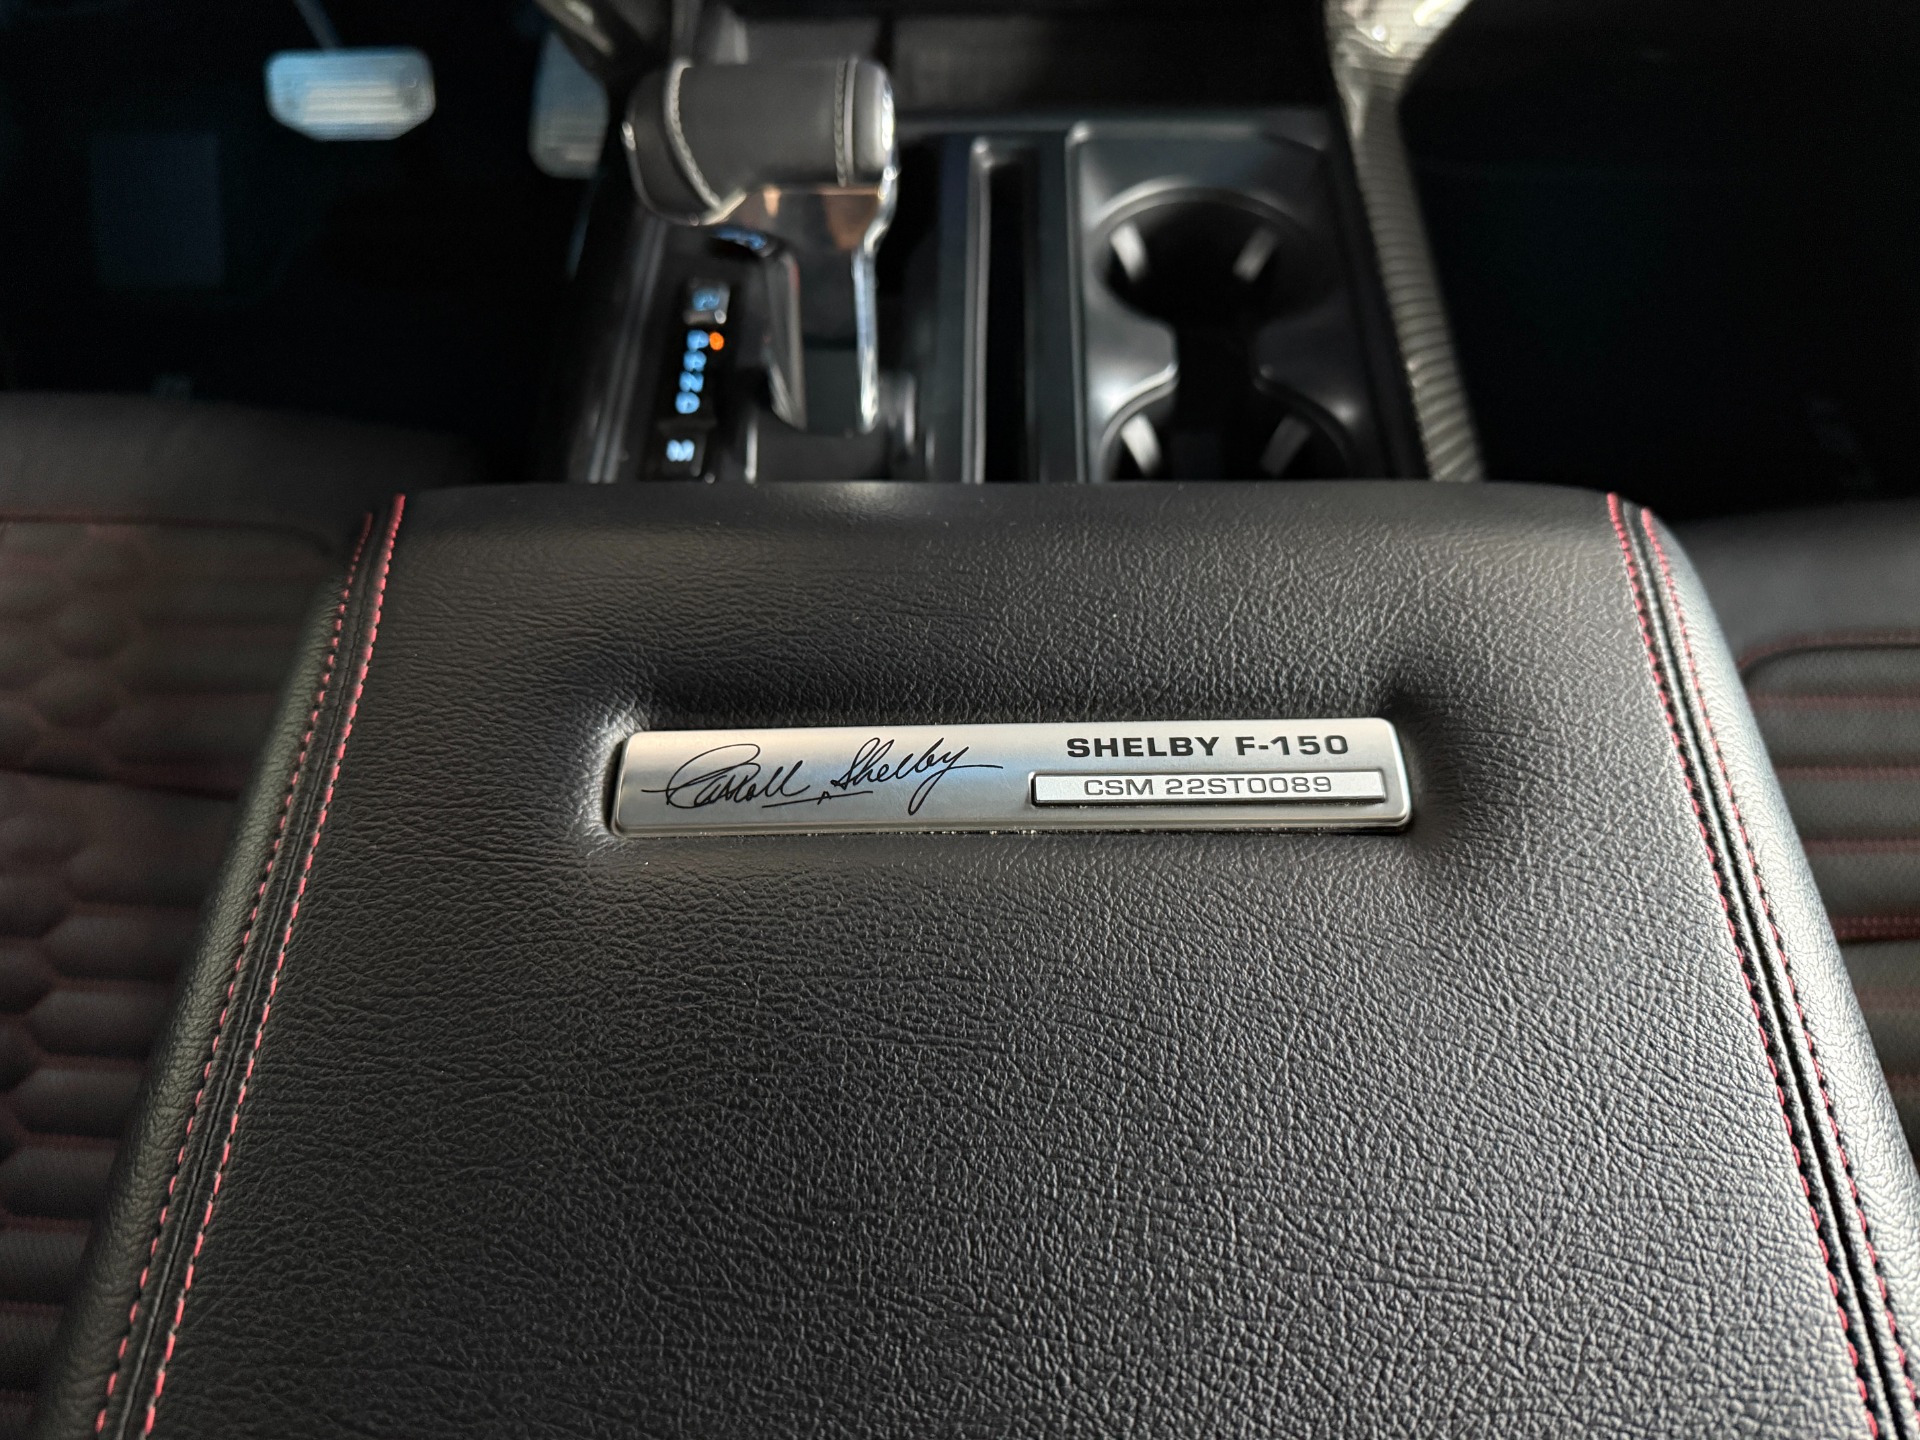 M
Carroll Shelby
SHELBY F-150
CSM 22ST0089